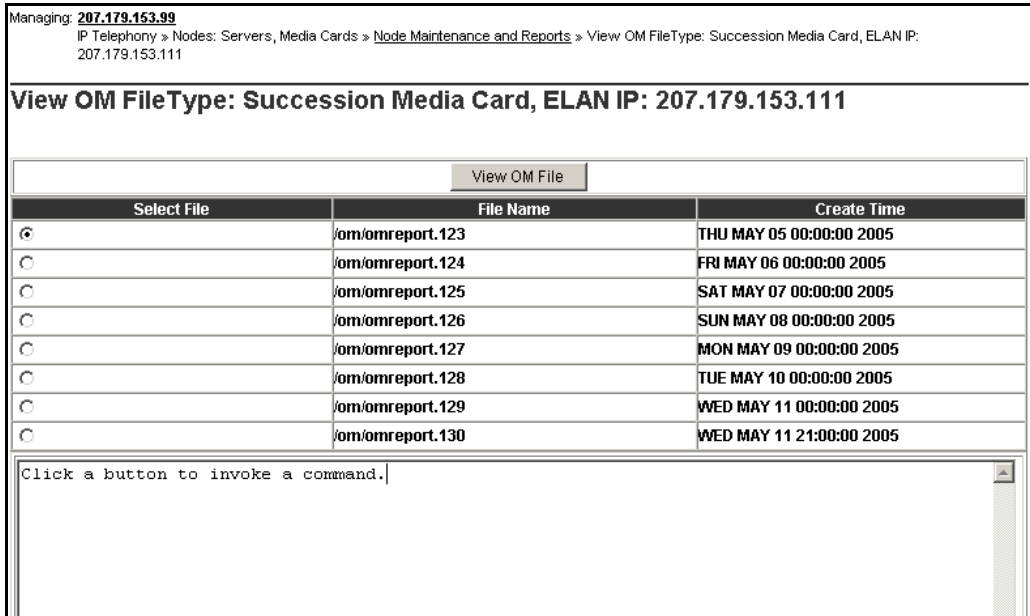 Managing: 207.179.153.99
IP Telephony » Nodes: Servers, Media Cards » Node Maintenance and Reports » View OM FileType: Succession Media Card, ELAN IP:
207.179.153.111
View OM FileType: Succession Media Card, ELAN IP: 207.179.153.111
View OM File
Select File File Name Create Time
/om/omreport.123 THU MAY 05 00:00:00 2005
/om/omreport.124 FRI MAY 06 00:00:00 2005
/om/omreport.125 SAT MAY 07 00:00:00 2005
/om/omreport.126 SUN MAY 08 00:00:00 2005
/om/omreport.127 MON MAY 09 00:00:00 2005
/om/omreport.128 TUE MAY 10 00:00:00 2005
/om/omreport.129 WED MAY 11 00:00:00 2005
/om/omreport.130 WED MAY 11 21:00:00 2005
Click a button to invoke a command.